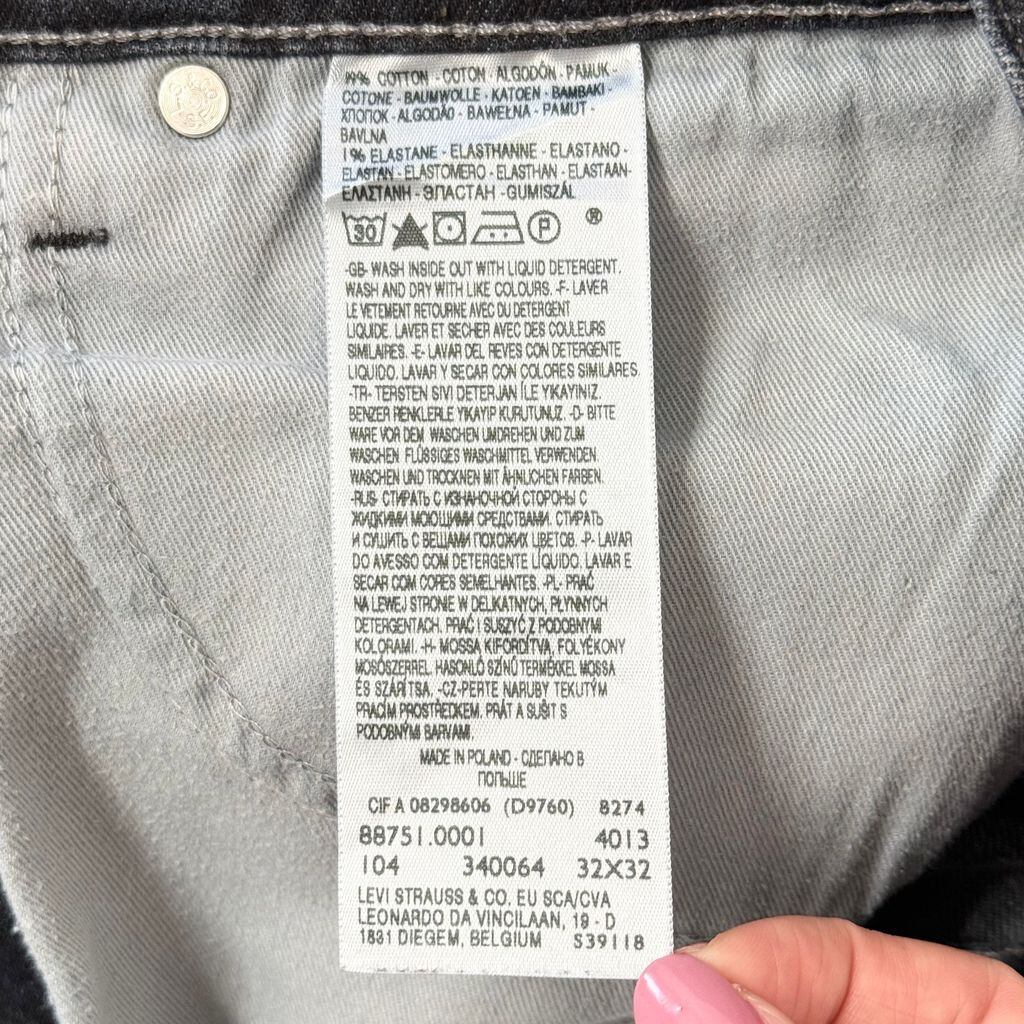 99% COTTON - COTON - ALGODÓN - PAMUK -
COTONE - BAUMWOLLE - KATOEN - BAMBAKI -
ХЛОПОК - ALGODÃO - BAWEŁNA - PAMUT -
BAVLNA
1% ELASTANE - ELASTHANNE - ELASTANO -
ELASTAN - ELASTOMERO - ELASTHAN - ELASTAAN-
ΕΛΑΣΤΑΝΗ - ЭЛАСТАН - GUMISZÁL
30 P ®
-GB- WASH INSIDE OUT WITH LIQUID DETERGENT.
WASH AND DRY WITH LIKE COLOURS. -F- LAVER
LE VETEMENT RETOURNE AVEC DU DETERGENT
LIQUIDE. LAVER ET SECHER AVEC DES COULEURS
SIMILAIRES. -E- LAVAR DEL REVES CON DETERGENTE
LIQUIDO. LAVAR Y SECAR CON COLORES SIMILARES.
-TR- TERSTEN SIVI DETERJAN İLE YIKAYINIZ.
BENZER RENKLERLE YIKAYIP KURUTUNUZ. -D- BITTE
WARE VOR DEM WASCHEN UMDREHEN UND ZUM
WASCHEN FLÜSSIGES WASCHMITTEL VERWENDEN.
WASCHEN UND TROCKNEN MIT ÄHNLICHEN FARBEN.
-RUS- СТИРАТЬ С ИЗНАНОЧНОЙ СТОРОНЫ С
ЖИДКИМИ МОЮЩИМИ СРЕДСТВАМИ. СТИРАТЬ
И СУШИТЬ С ВЕЩАМИ ПОХОЖИХ ЦВЕТОВ. -P- LAVAR
DO AVESSO COM DETERGENTE LÍQUIDO. LAVAR E
SECAR COM CORES SEMELHANTES. -PL- PRAĆ
NA LEWEJ STRONIE W DELIKATNYCH, PŁYNNYCH
DETERGENTACH. PRAĆ I SUSZYĆ Z PODOBNYMI
KOLORAMI. -H- MOSSA KIFORDÍTVA, FOLYÉKONY
MOSÓSZERREL. HASONLÓ SZÍNŰ TERMÉKKEL MOSSA
ÉS SZÁRÍTSA. -CZ-PERTE NARUBY TEKUTÝM
PRACÍM PROSTŘEDKEM. PRÁT A SUŠIT S
PODOBNÝMI BARVAMI.
MADE IN POLAND - СДЕЛАНО В
ПОЛЬШЕ
CIF A 08298606 (D9760) 8274
88751.0001 4013
104 340064 32X32
LEVI STRAUSS & CO. EU SCA/CVA
LEONARDO DA VINCILAAN, 19 - D
1831 DIEGEM, BELGIUM S39118